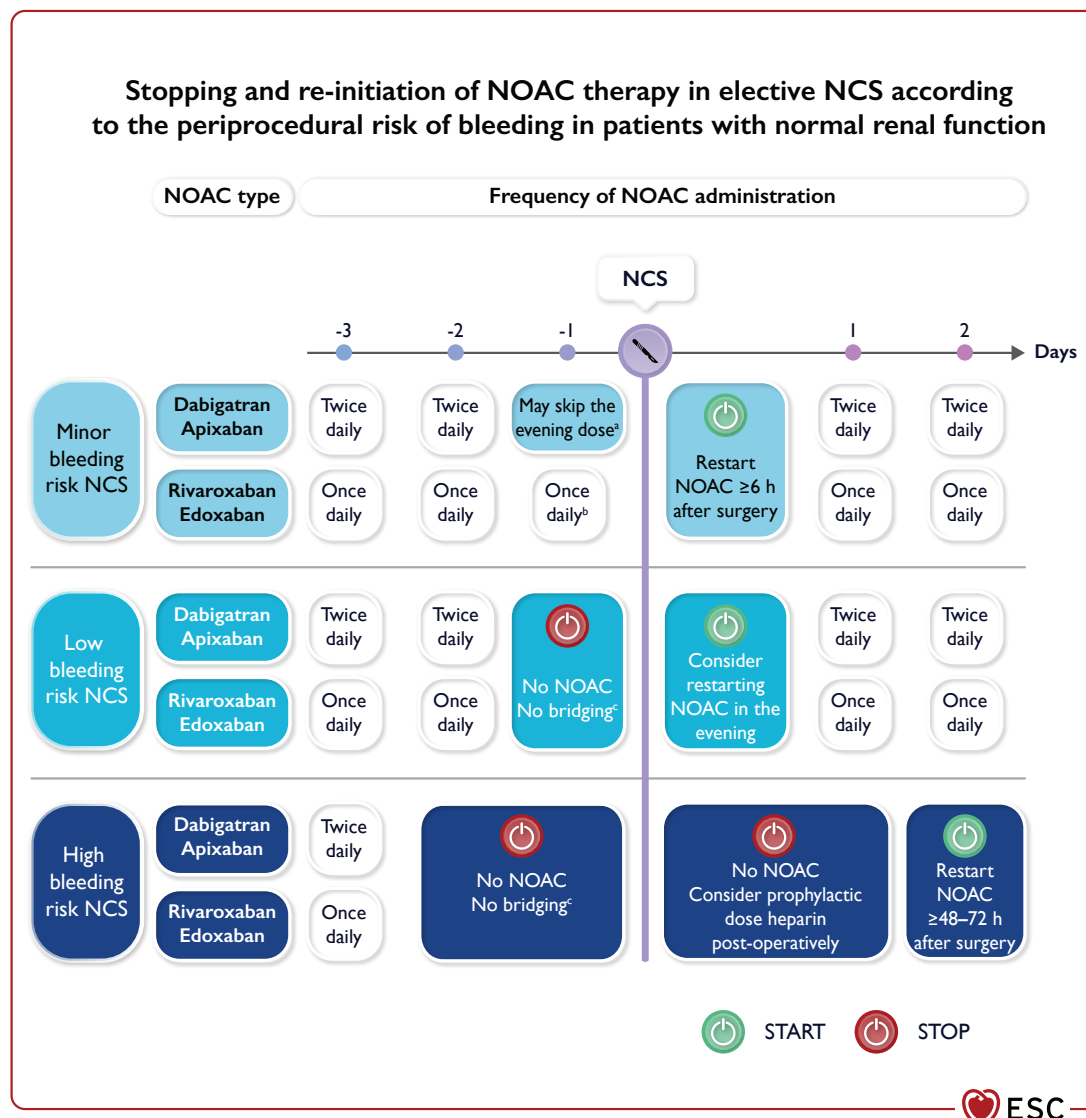 Stopping and re-initiation of NOAC therapy in elective NCS according
to the periprocedural risk of bleeding in patients with normal renal function
NOAC type
Frequency of NOAC administration
NCS
-3
-2
-1
1
2
Days
Minor
bleeding
risk NCS
Dabigatran
Apixaban
Twice
daily
Twice
daily
May skip the
evening doseᵃ
Restart
NOAC ≥6 h
after surgery
Twice
daily
Twice
daily
Rivaroxaban
Edoxaban
Once
daily
Once
daily
Once
dailyᵇ
Once
daily
Once
daily
Low
bleeding
risk NCS
Dabigatran
Apixaban
Twice
daily
Twice
daily
No NOAC
No bridgingᶜ
Consider
restarting
NOAC in the
evening
Twice
daily
Twice
daily
Rivaroxaban
Edoxaban
Once
daily
Once
daily
Once
daily
Once
daily
High
bleeding
risk NCS
Dabigatran
Apixaban
Twice
daily
No NOAC
No bridgingᶜ
No NOAC
Consider prophylactic
dose heparin
post-operatively
Restart
NOAC
≥48–72 h
after surgery
Rivaroxaban
Edoxaban
Once
daily
START
STOP
ESC